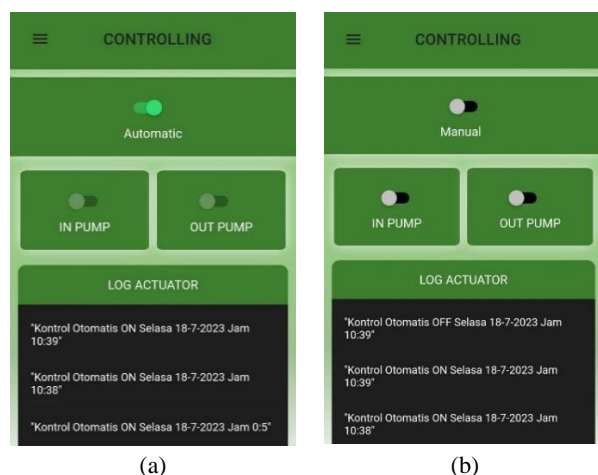 CONTROLLING
Automatic
IN PUMP
OUT PUMP
LOG ACTUATOR
"Kontrol Otomatis ON Selasa 18-7-2023 Jam
10:39"
"Kontrol Otomatis ON Selasa 18-7-2023 Jam
10:38"
"Kontrol Otomatis ON Selasa 18-7-2023 Jam 0:5"
(a)
CONTROLLING
Manual
IN PUMP
OUT PUMP
LOG ACTUATOR
"Kontrol Otomatis OFF Selasa 18-7-2023 Jam
10:39"
"Kontrol Otomatis ON Selasa 18-7-2023 Jam
10:39"
"Kontrol Otomatis ON Selasa 18-7-2023 Jam
10:38"
(b)